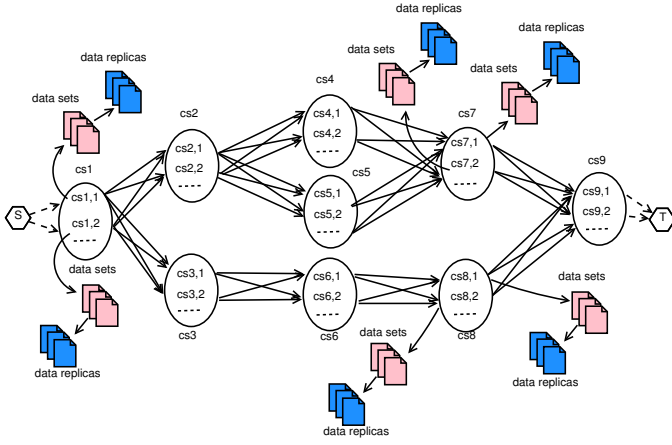 data replicas
data sets
cs1
cs1,1
cs1,2
.....
S
data sets
data replicas
cs2
cs2,1
cs2,2
.....
cs3,1
cs3,2
.....
cs3
cs4
cs4,1
cs4,2
.....
cs5
cs5,1
cs5,2
.....
cs6,1
cs6,2
.....
cs6
data replicas
data sets
data replicas
data sets
cs7
cs7,1
cs7,2
.....
cs8,1
cs8,2
.....
cs8
data sets
data replicas
cs9
cs9,1
cs9,2
.....
T
data sets
data replicas